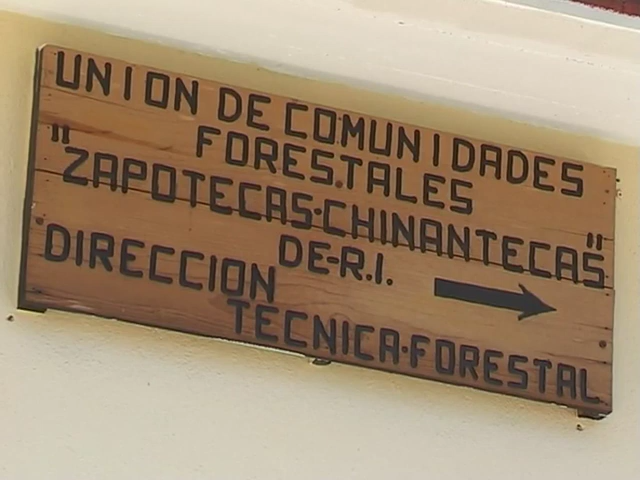 UNION DE COMUNIDADES
FORESTALES
"ZAPOTECAS·CHINANTECAS"
DE-R.I.
DIRECCION
TECNICA·FORESTAL